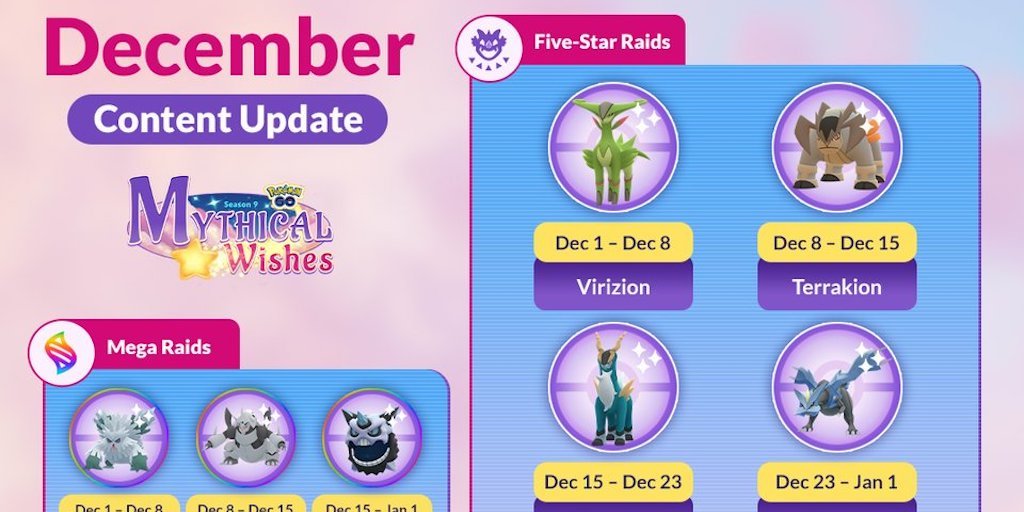 December
Content Update
Season 9
Pokémon GO
MYTHICAL
Wishes
Mega Raids
Dec 1 – Dec 8
Dec 8 – Dec 15
Dec 15 – Jan 1
Five-Star Raids
Dec 1 – Dec 8
Dec 8 – Dec 15
Virizion
Terrakion
Dec 15 – Dec 23
Dec 23 – Jan 1